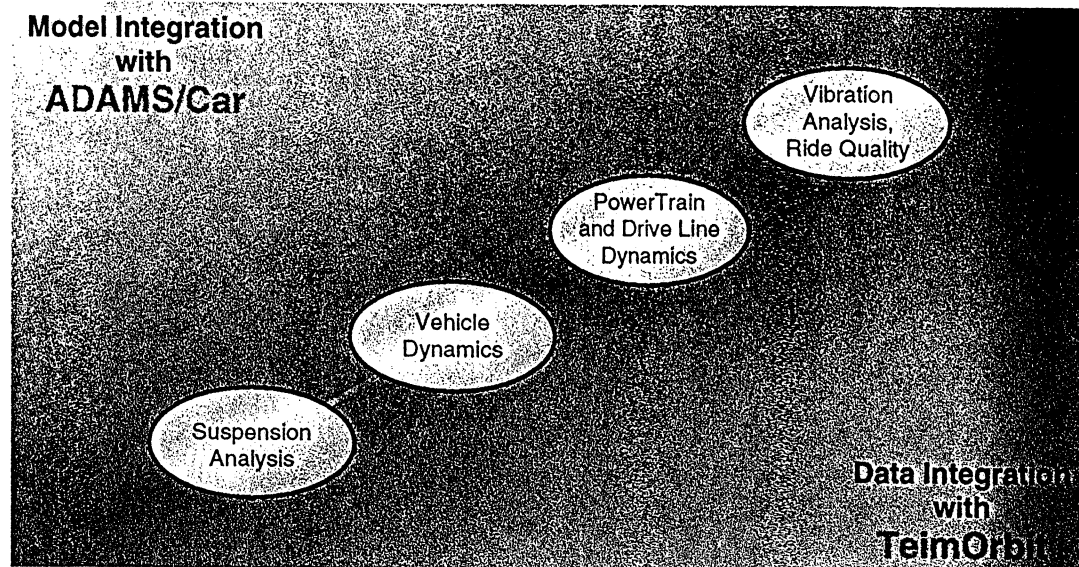 Model Integration
with
ADAMS/Car
Vibration
Analysis,
Ride Quality
PowerTrain
and Drive Line
Dynamics
Vehicle
Dynamics
Suspension
Analysis
Data Integration
with
TeimOrbit